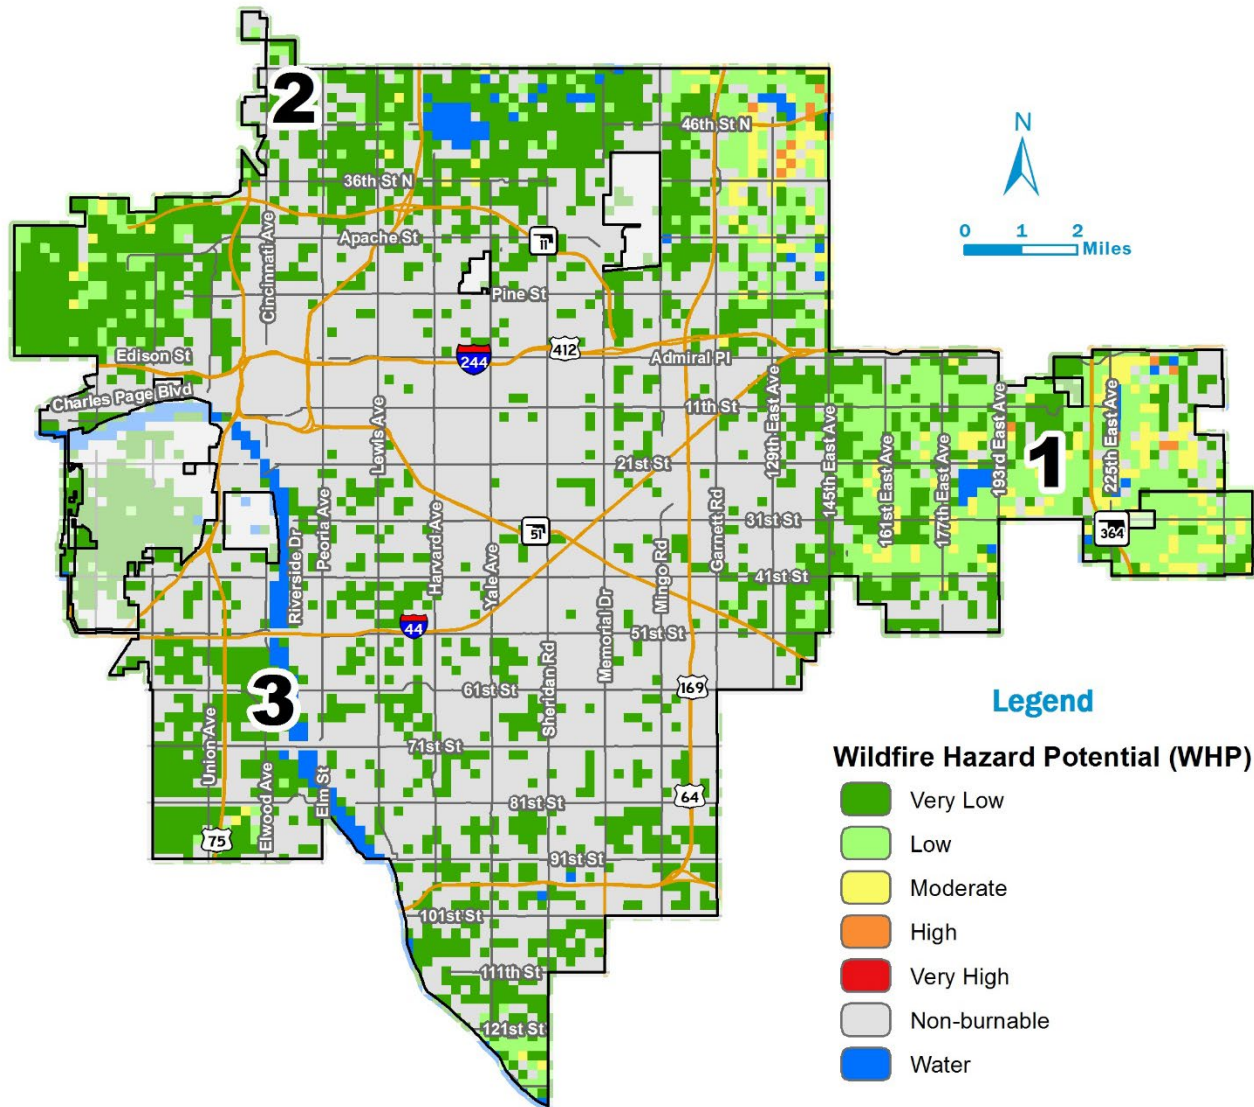 2
46th St N
N
36th St N
Cincinnati Ave
Apache St
11
0 1 2
Miles
Pine St
Edison St
244
412
Admiral Pl
Charles Page Blvd
Lewis Ave
11th St
129th East Ave
145th East Ave
161st East Ave
177th East Ave
193rd East Ave
1
225th East Ave
21st St
Riverside Dr
Peoria Ave
Harvard Ave
Yale Ave
51
31st St
Mingo Rd
Garnett Rd
364
41st St
44
Sheridan Rd
Memorial Dr
51st St
3
61st St
169
Union Ave
Elwood Ave
Elm St
71st St
81st St
64
75
91st St
101st St
111th St
121st St
Legend
Wildfire Hazard Potential (WHP)
Very Low
Low
Moderate
High
Very High
Non-burnable
Water